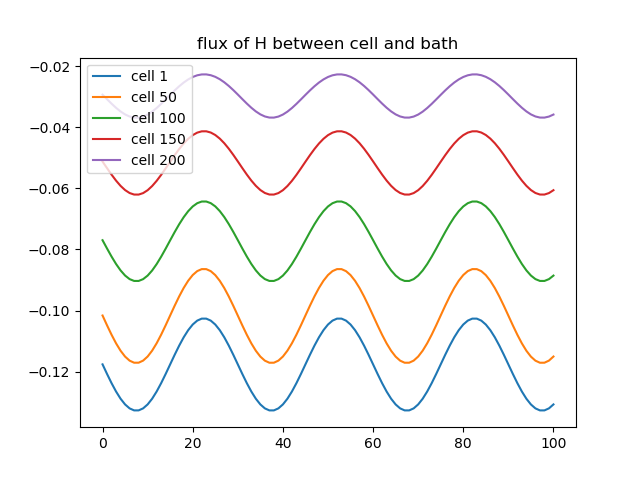 flux of H between cell and bath
−0.02
−0.04
−0.06
−0.08
−0.10
−0.12
cell 1
cell 50
cell 100
cell 150
cell 200
0
20
40
60
80
100